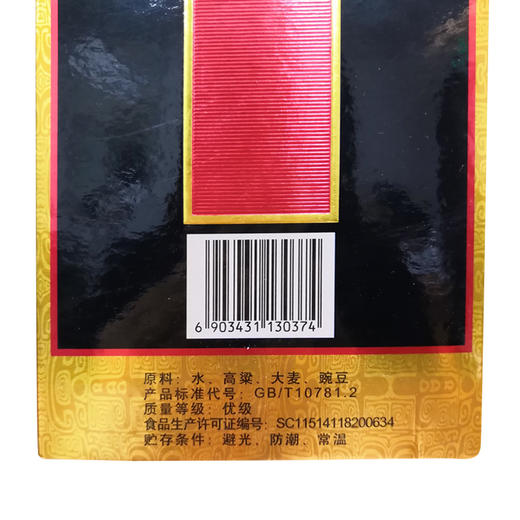 6 903431 130374
原料：水、高粱、大麦、豌豆
产品标准代号：GB/T10781.2
质量等级：优级
食品生产许可证编号：SC11514118200634
贮存条件：避光、防潮、常温